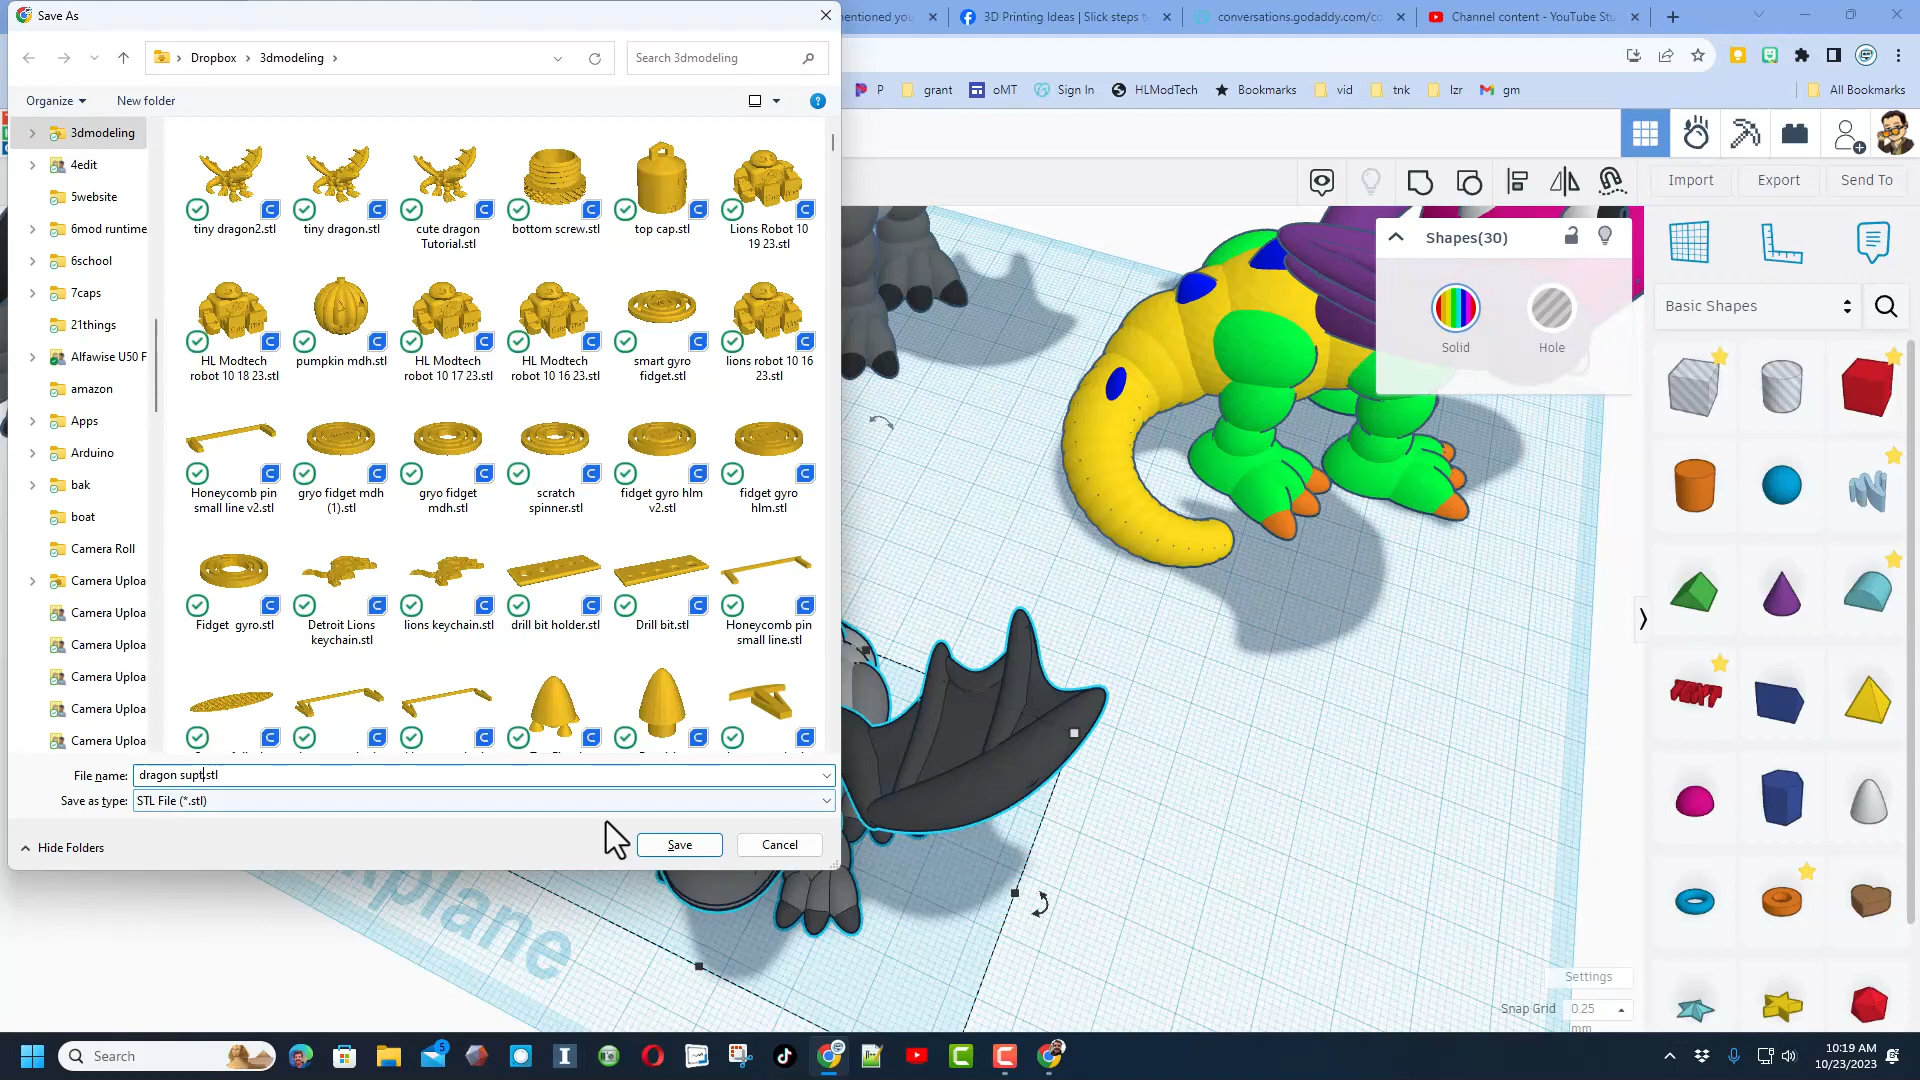 Save As
mentioned you
3D Printing Ideas | Slick steps t
conversations.godaddy.com/cc
Channel content - YouTube Stu
Dropbox
3dmodeling
Search 3dmodeling
Organize
New folder
P
grant
oMT
Sign In
HLModTech
Bookmarks
vid
tnk
lzr
gm
All Bookmarks
3dmodeling
4edit
5website
6mod runtime
6school
7caps
21things
Alfawise U50 F
amazon
Apps
Arduino
bak
boat
Camera Roll
Camera Uploa
Camera Uploa
Camera Uploa
Camera Uploa
Camera Uploa
Camera Uploa
tiny dragon2.stl
tiny dragon.stl
cute dragon
Tutorial.stl
bottom screw.stl
top cap.stl
Lions Robot 10
19 23.stl
HL Modtech
robot 10 18 23.stl
pumpkin mdh.stl
HL Modtech
robot 10 17 23.stl
HL Modtech
robot 10 16 23.stl
smart gyro
fidget.stl
lions robot 10 16
23.stl
Honeycomb pin
small line v2.stl
gryo fidget mdh
(1).stl
gryo fidget
mdh.stl
scratch
spinner.stl
fidget gyro hlm
v2.stl
fidget gyro
hlm.stl
Fidget gyro.stl
Detroit Lions
keychain.stl
lions keychain.stl
drill bit holder.stl
Drill bit.stl
Honeycomb pin
small line.stl
File name:
dragon supt.stl
Save as type:
STL File (*.stl)
Hide Folders
Save
Cancel
Import
Export
Send To
Shapes(30)
Solid
Hole
Basic Shapes
TEXT
Settings
Snap Grid
0.25
mm
Search
5
10:19 AM
10/23/2023